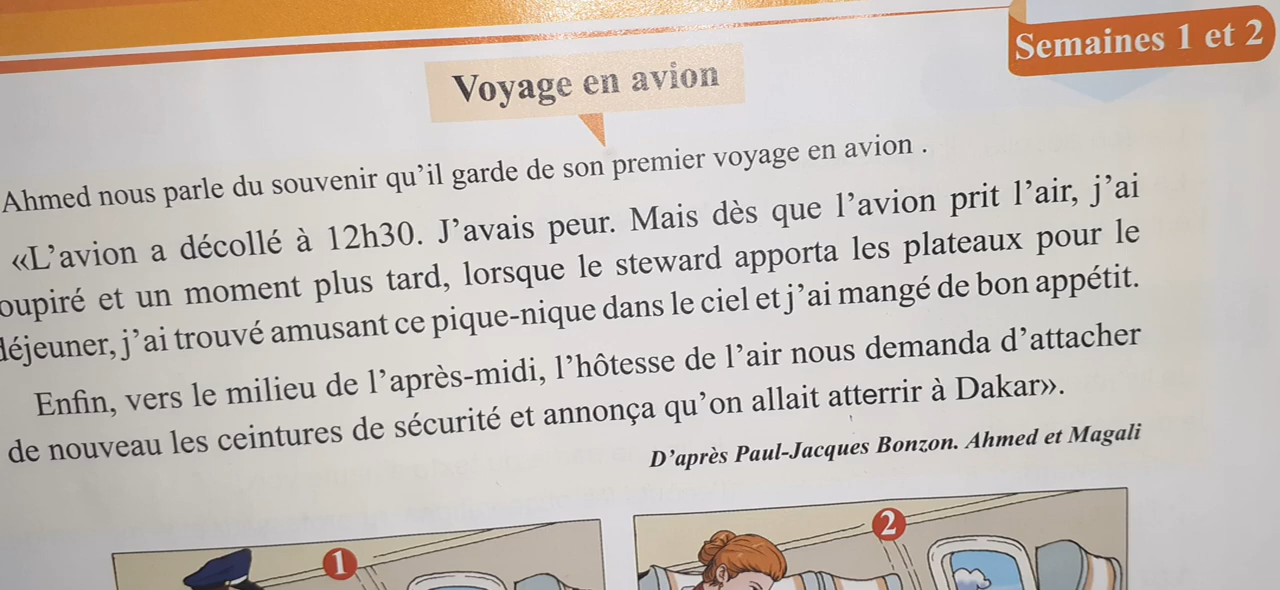 Semaines 1 et 2
Voyage en avion
Ahmed nous parle du souvenir qu'il garde de son premier voyage en avion .
«L'avion a décollé à 12h30. J'avais peur. Mais dès que l'avion prit l'air, j'ai
oupiré et un moment plus tard, lorsque le steward apporta les plateaux pour le
déjeuner, j'ai trouvé amusant ce pique-nique dans le ciel et j'ai mangé de bon appétit.
Enfin, vers le milieu de l'après-midi, l'hôtesse de l'air nous demanda d'attacher
de nouveau les ceintures de sécurité et annonça qu'on allait atterrir à Dakar».
D'après Paul-Jacques Bonzon. Ahmed et Magali
1
2